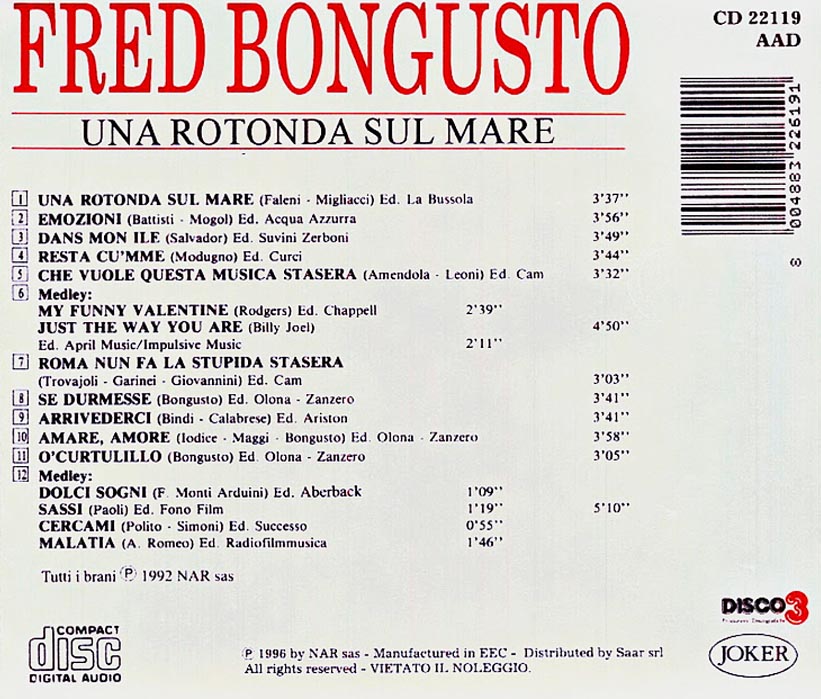 FRED BONGUSTO
CD 22119
AAD
UNA ROTONDA SUL MARE
004883 226191
1 UNA ROTONDA SUL MARE (Faleni - Migliacci) Ed. La Bussola 3'37''
2 EMOZIONI (Battisti - Mogol) Ed. Acqua Azzurra 3'56''
3 DANS MON ILE (Salvador) Ed. Suvini Zerboni 3'49''
4 RESTA CU'MME (Modugno) Ed. Curci 3'44''
5 CHE VUOLE QUESTA MUSICA STASERA (Amendola - Leoni) Ed. Cam 3'32''
6 Medley:
MY FUNNY VALENTINE (Rodgers) Ed. Chappell 2'39''
JUST THE WAY YOU ARE (Billy Joel) 4'50''
Ed. April Music/Impulsive Music 2'11''
7 ROMA NUN FA LA STUPIDA STASERA
(Trovajoli - Garinei - Giovannini) Ed. Cam 3'03''
8 SE DURMESSE (Bongusto) Ed. Olona - Zanzero 3'41''
9 ARRIVEDERCI (Bindi - Calabrese) Ed. Ariston 3'41''
10 AMARE, AMORE (Iodice - Maggi - Bongusto) Ed. Olona - Zanzero 3'58''
11 O'CURTULILLO (Bongusto) Ed. Olona - Zanzero 3'05''
12 Medley:
DOLCI SOGNI (F. Monti Arduini) Ed. Aberback 1'09''
SASSI (Paoli) Ed. Fono Film 1'19'' 5'10''
CERCAMI (Polito - Simoni) Ed. Successo 0'55''
MALATIA (A. Romeo) Ed. Radiofilmmusica 1'46''
Tutti i brani ℗ 1992 NAR sas
DISCO 3
COMPACT
disc
DIGITAL AUDIO
℗ 1996 by NAR sas - Manufactured in EEC - Distributed by Saar srl
All rights reserved - VIETATO IL NOLEGGIO.
JOKER